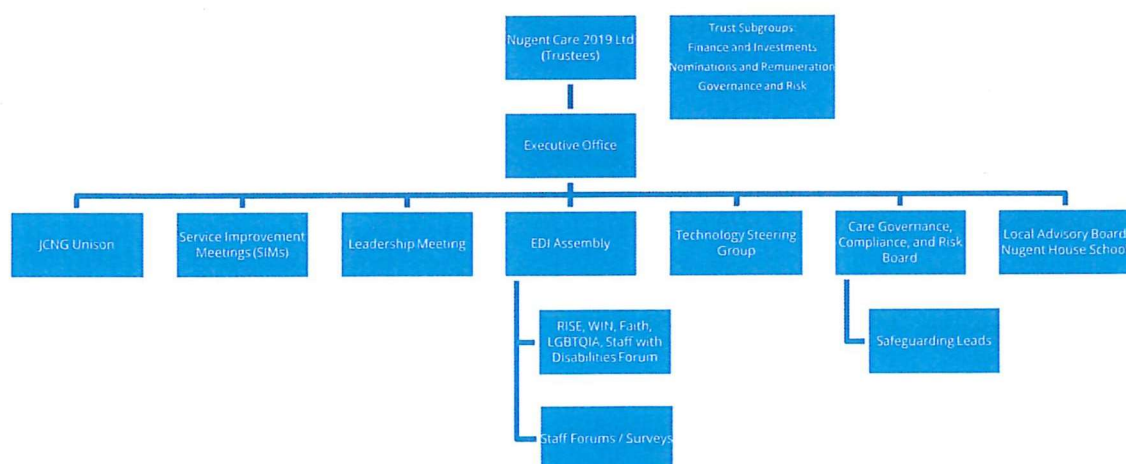 Nugent Care 2019 Ltd
(Trustees)
Trust Subgroups:
Finance and Investments
Nominations and Remuneration
Governance and Risk
Executive Office
JCNG Unison
Service Improvement
Meetings (SIMs)
Leadership Meeting
EDI Assembly
Technology Steering
Group
Care Governance,
Compliance, and Risk
Board
Local Advisory Board
Nugent House School
RISE, WIN, Faith,
LGBTQIA, Staff with
Disabilities Forum
Safeguarding Leads
Staff Forums / Surveys